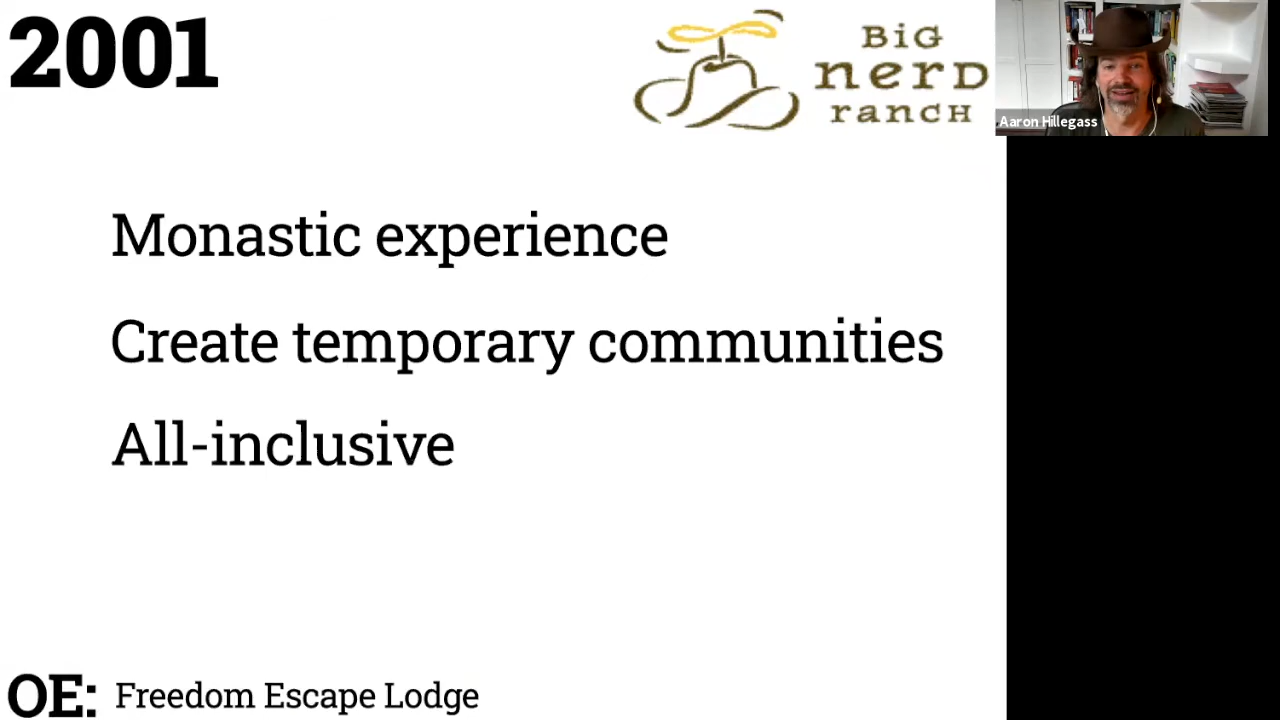 2001
BiG
nerD
rancH
Aaron Hillegass
Monastic experience
Create temporary communities
All-inclusive
OE: Freedom Escape Lodge